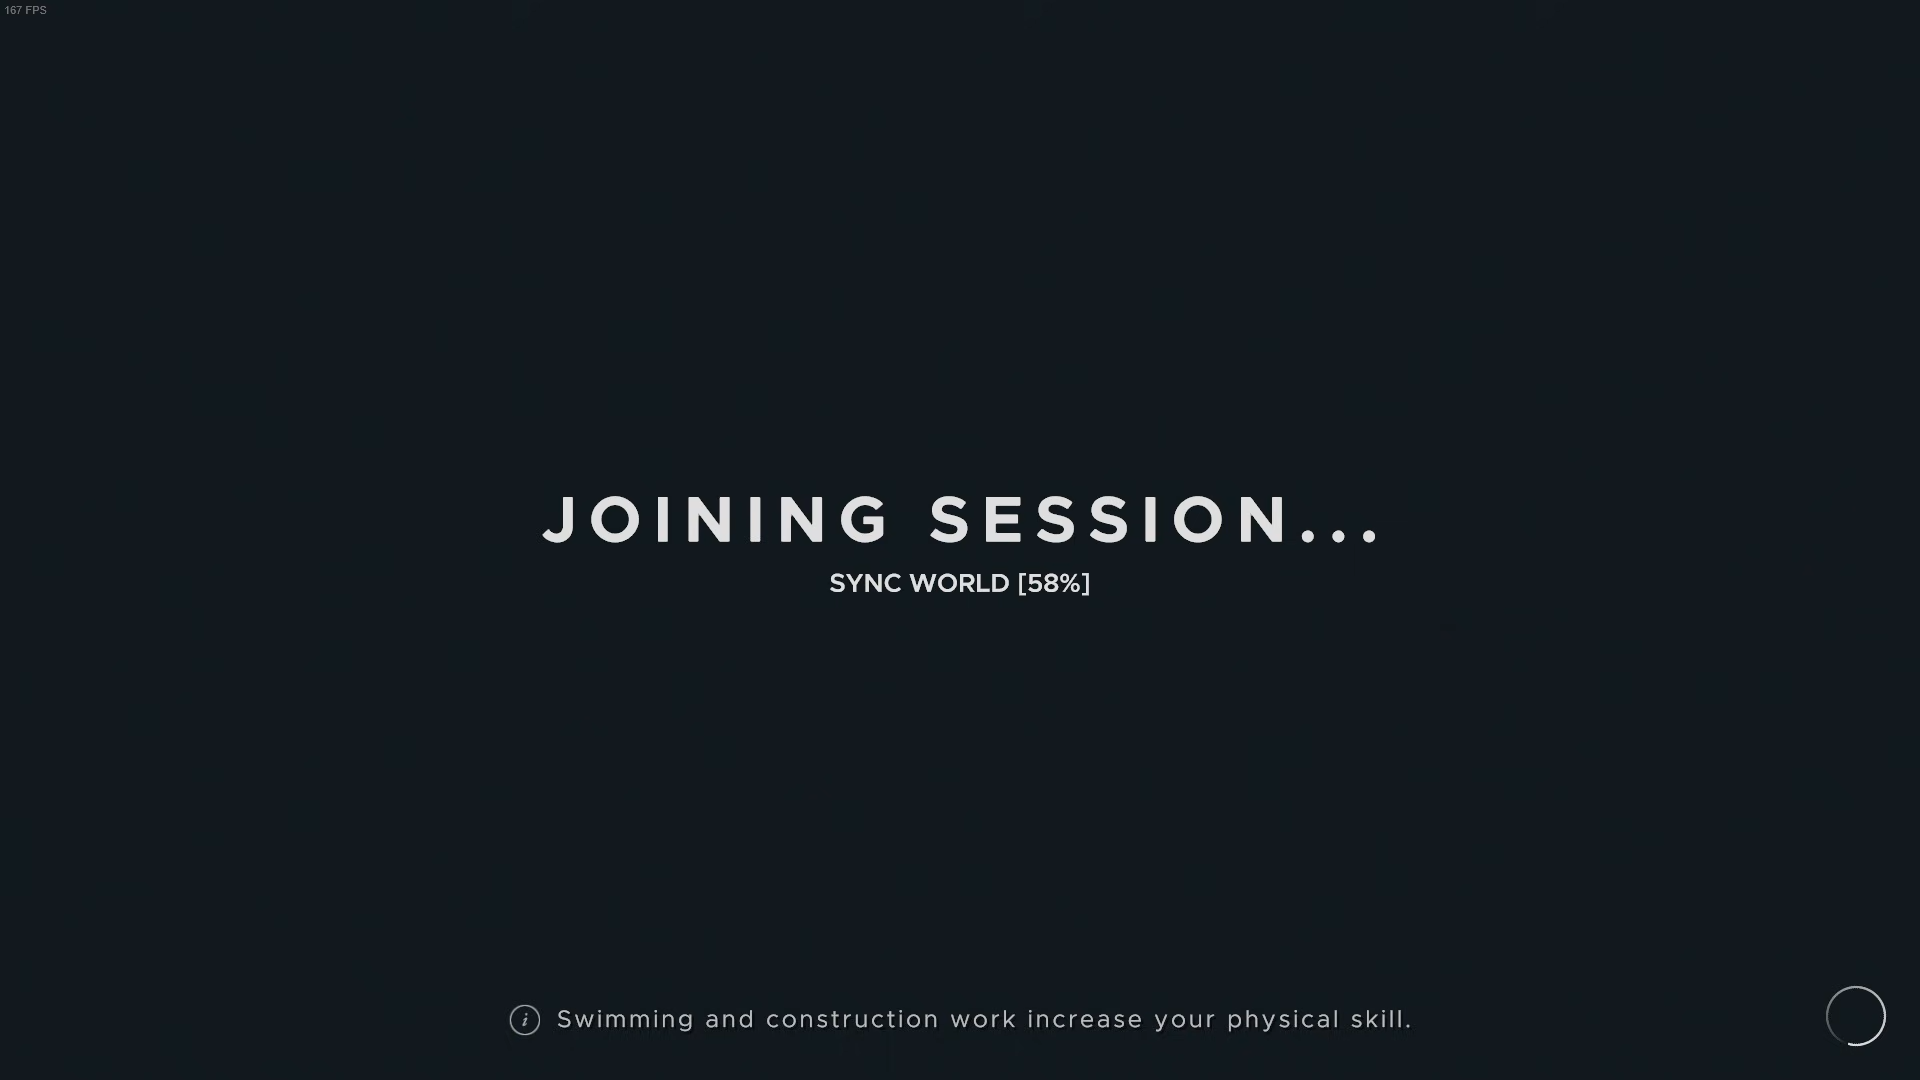 167 FPS
JOINING SESSION...
SYNC WORLD [58%]
i Swimming and construction work increase your physical skill.